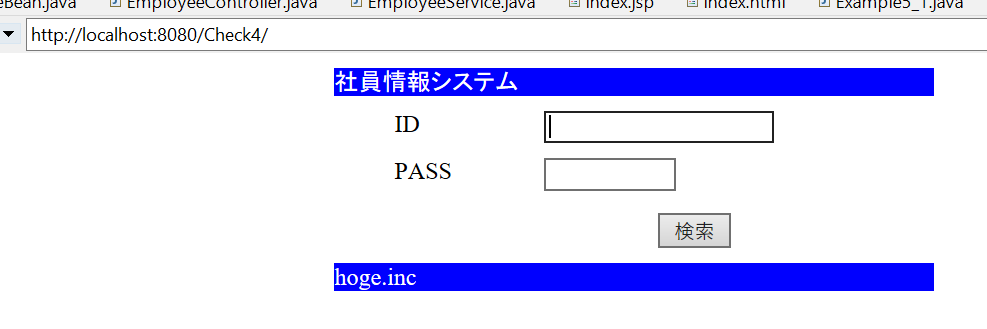 eBean.java EmployeeController.java EmployeeService.java index.jsp index.html Example5_1.java
http://localhost:8080/Check4/
社員情報システム
ID
PASS
検索
hoge.inc